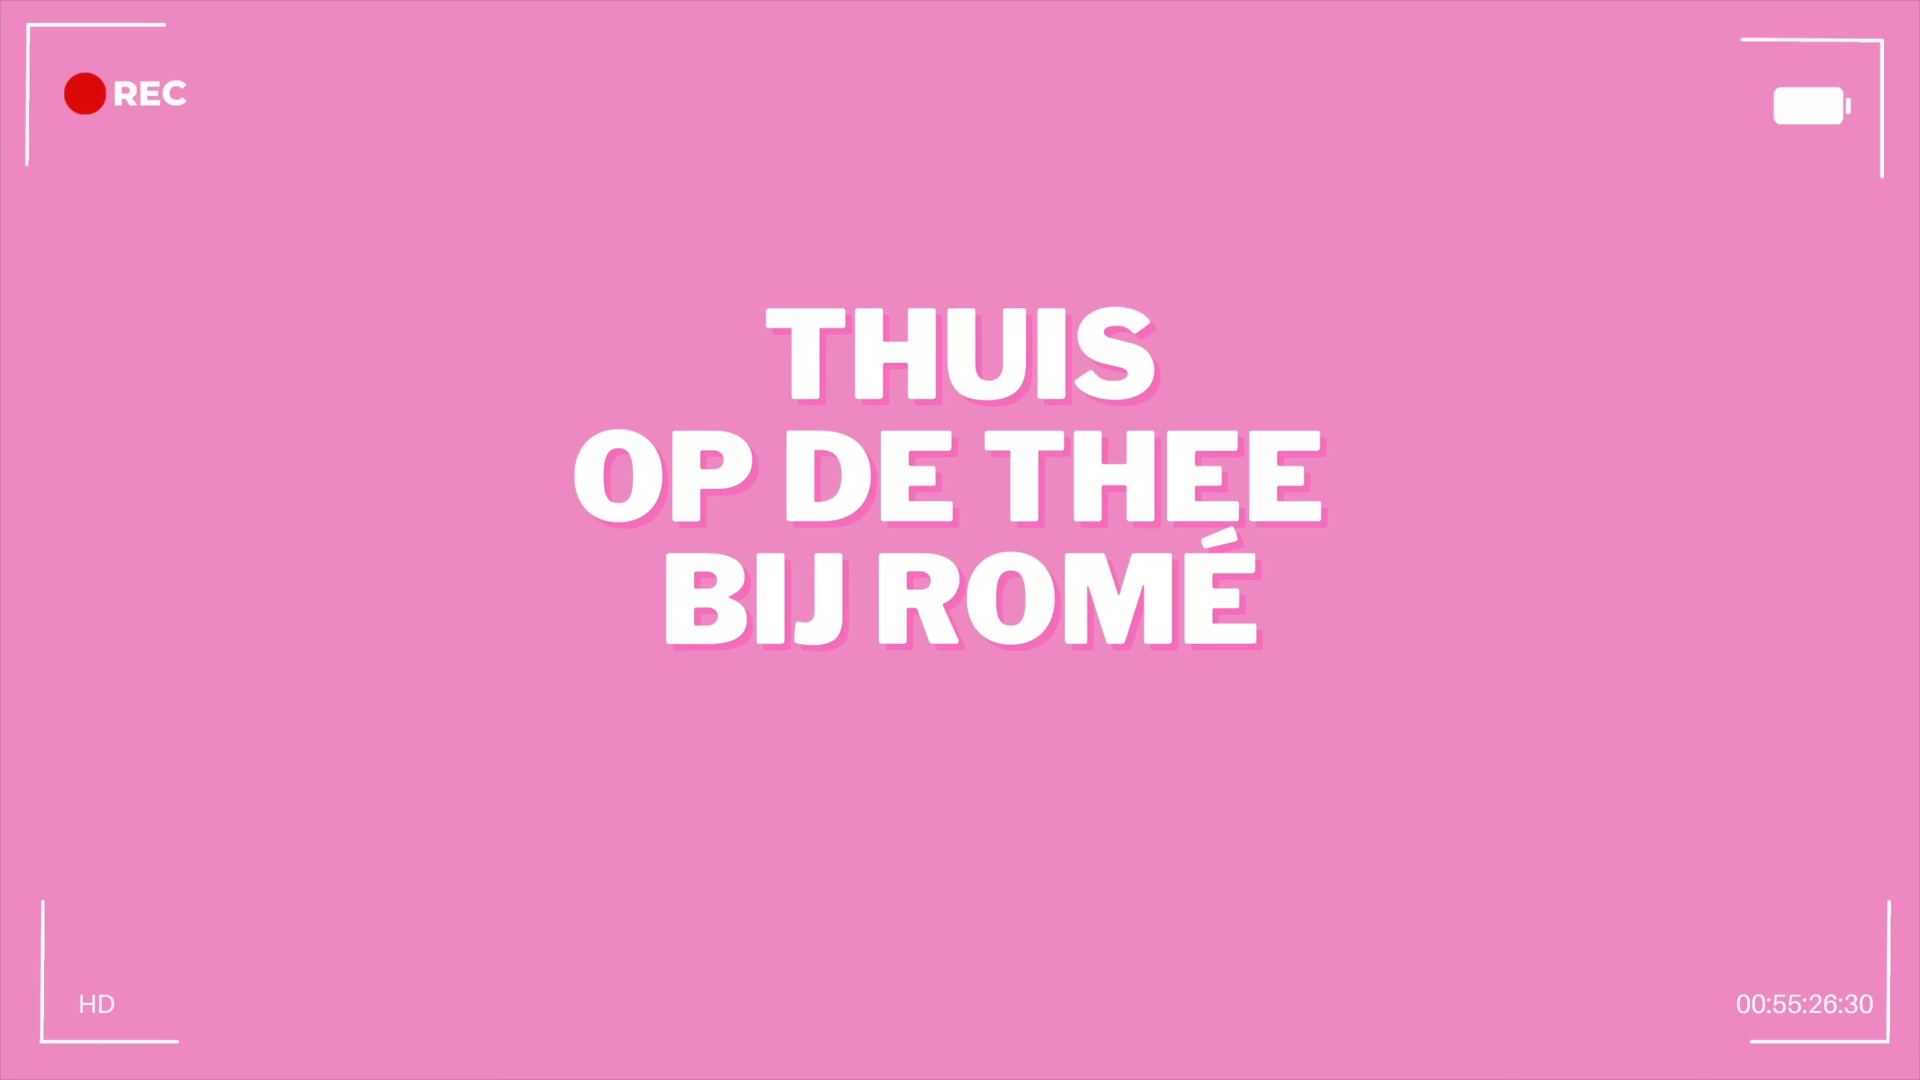 REC
THUIS
OP DE THEE
BIJ ROMÉ
HD
00:55:26:30